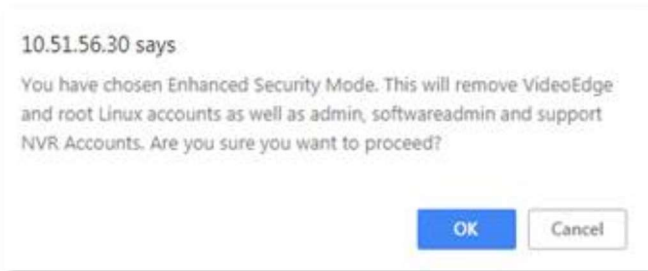 10.51.56.30 says
You have chosen Enhanced Security Mode. This will remove VideoEdge
and root Linux accounts as well as admin, softwareadmin and support
NVR Accounts. Are you sure you want to proceed?
OK
Cancel